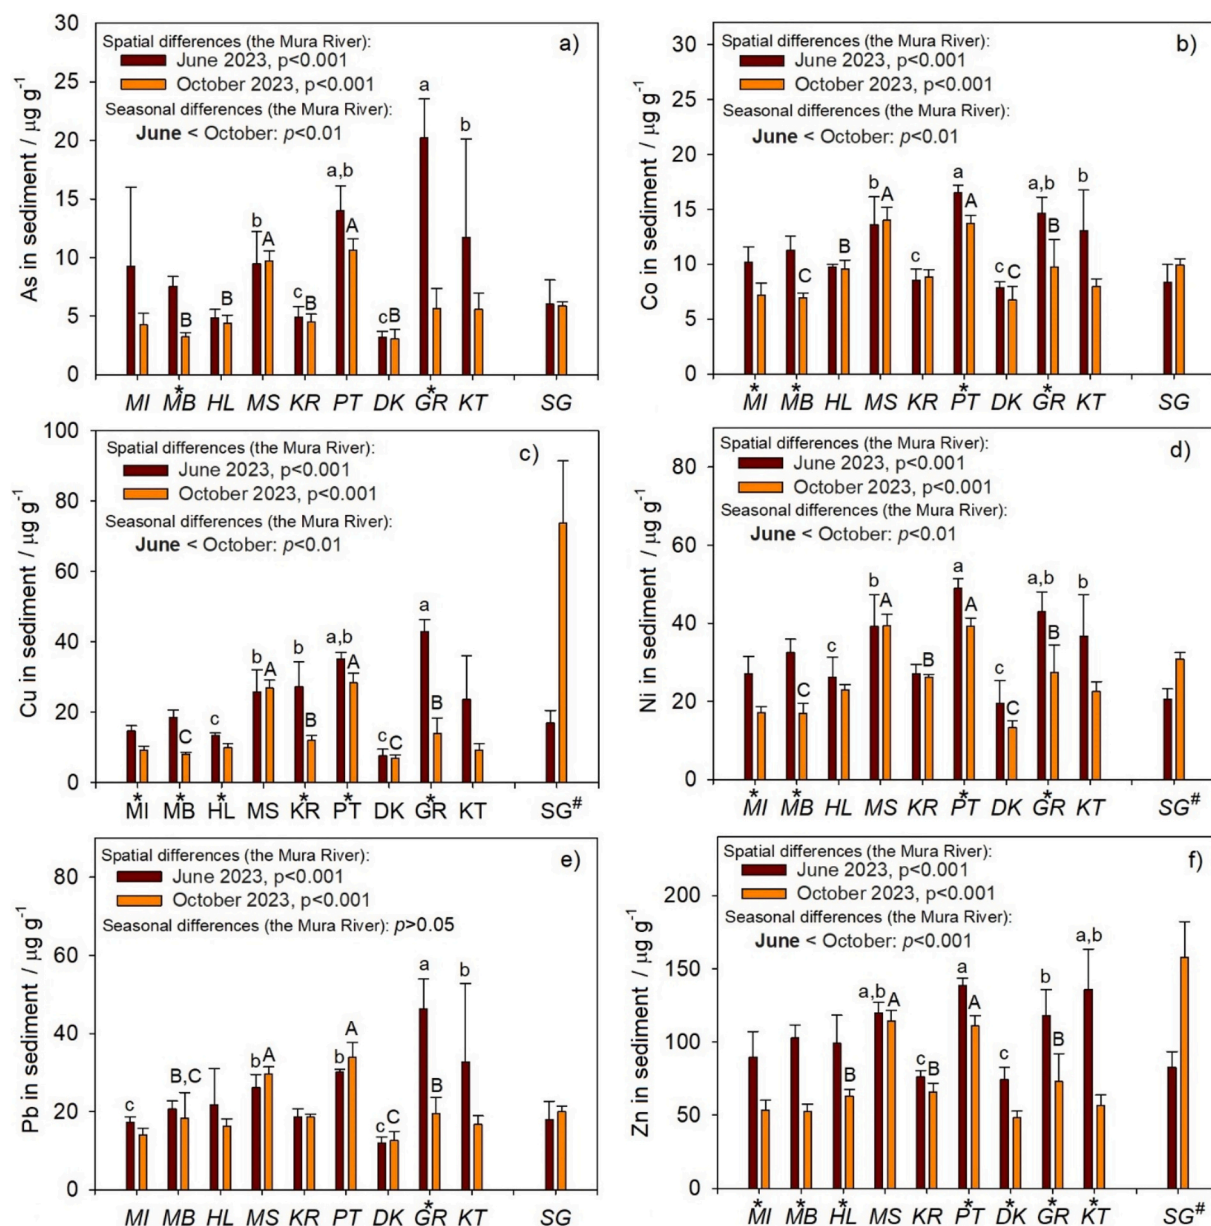 a)
As in sediment / µg g⁻¹
30
25
20
15
10
5
0
Spatial differences (the Mura River):
June 2023, p<0.001
October 2023, p<0.001
Seasonal differences (the Mura River):
June < October: p<0.01
B
B
b
A
c
B
a,b
A
c
B
a
b
MI
MB
*
HL
MS
KR
PT
DK
GR
*
KT
SG
b)
Co in sediment / µg g⁻¹
30
25
20
15
10
5
0
Spatial differences (the Mura River):
June 2023, p<0.001
October 2023, p<0.001
Seasonal differences (the Mura River):
June < October: p<0.01
C
B
b
A
c
a
A
c
C
a,b
B
b
MI
*
MB
*
HL
MS
KR
PT
*
DK
GR
*
KT
SG
c)
Cu in sediment / µg g⁻¹
100
80
60
40
20
0
Spatial differences (the Mura River):
June 2023, p<0.001
October 2023, p<0.001
Seasonal differences (the Mura River):
June < October: p<0.01
C
c
b
A
b
B
a,b
A
c
C
a
B
MI
*
MB
*
HL
*
MS
KR
*
PT
*
DK
GR
*
KT
SG#
d)
Ni in sediment / µg g⁻¹
80
60
40
20
0
Spatial differences (the Mura River):
June 2023, p<0.001
October 2023, p<0.001
Seasonal differences (the Mura River):
June < October: p<0.01
C
c
b
A
B
a
A
c
C
a,b
B
b
MI
*
MB
*
HL
MS
KR
PT
*
DK
GR
*
KT
SG#
e)
Pb in sediment / µg g⁻¹
80
60
40
20
0
Spatial differences (the Mura River):
June 2023, p<0.001
October 2023, p<0.001
Seasonal differences (the Mura River): p>0.05
c
B,C
b
A
b
A
c
C
a
B
b
MI
MB
HL
MS
KR
PT
DK
GR
*
KT
SG
f)
Zn in sediment / µg g⁻¹
200
150
100
50
0
Spatial differences (the Mura River):
June 2023, p<0.001
October 2023, p<0.001
Seasonal differences (the Mura River):
June < October: p<0.001
B
a,b
A
c
B
a
A
c
b
B
a,b
MI
*
MB
*
HL
*
MS
KR
PT
*
DK
*
GR
*
KT
*
SG#